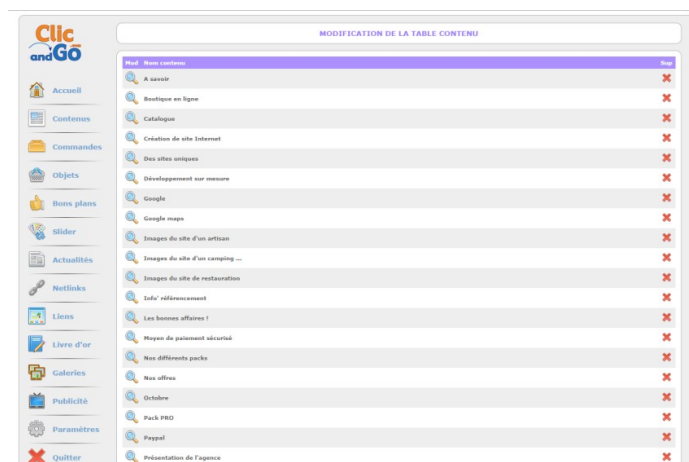 Clic
andGO
Accueil
Contenus
Commandes
Objets
Bons plans
Slider
Actualités
Netlinks
Liens
Livre d'or
Galeries
Publicité
Paramètres
Quitter
MODIFICATION DE LA TABLE CONTENU
Mod Nom contenu Sup
A savoir
Boutique en ligne
Catalogue
Création de site Internet
Des sites uniques
Développement sur mesure
Google
Google maps
Images du site d'un artisan
Images du site d'un camping ...
Images du site de restauration
Info' référencement
Les bonnes affaires !
Moyen de paiement sécurisé
Nos différents packs
Nos offres
Octobre
Pack PRO
Paypal
Présentation de l'agence